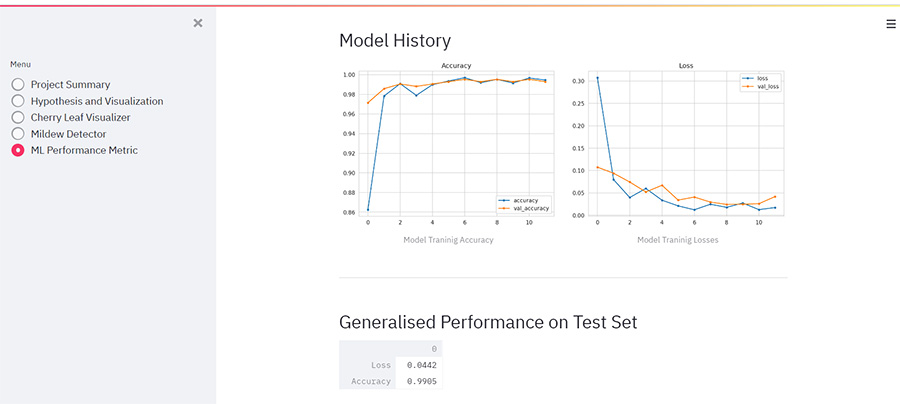 Menu
Project Summary
Hypothesis and Visualization
Cherry Leaf Visualizer
Mildew Detector
ML Performance Metric
Model History
Accuracy
1.00
0.98
0.96
0.94
0.92
0.90
0.88
0.86
0 2 4 6 8 10
accuracy
val_accuracy
Model Traninig Accuracy
Loss
0.30
0.25
0.20
0.15
0.10
0.05
0.00
0 2 4 6 8 10
loss
val_loss
Model Traninig Losses
Generalised Performance on Test Set
0
Loss 0.0442
Accuracy 0.9905